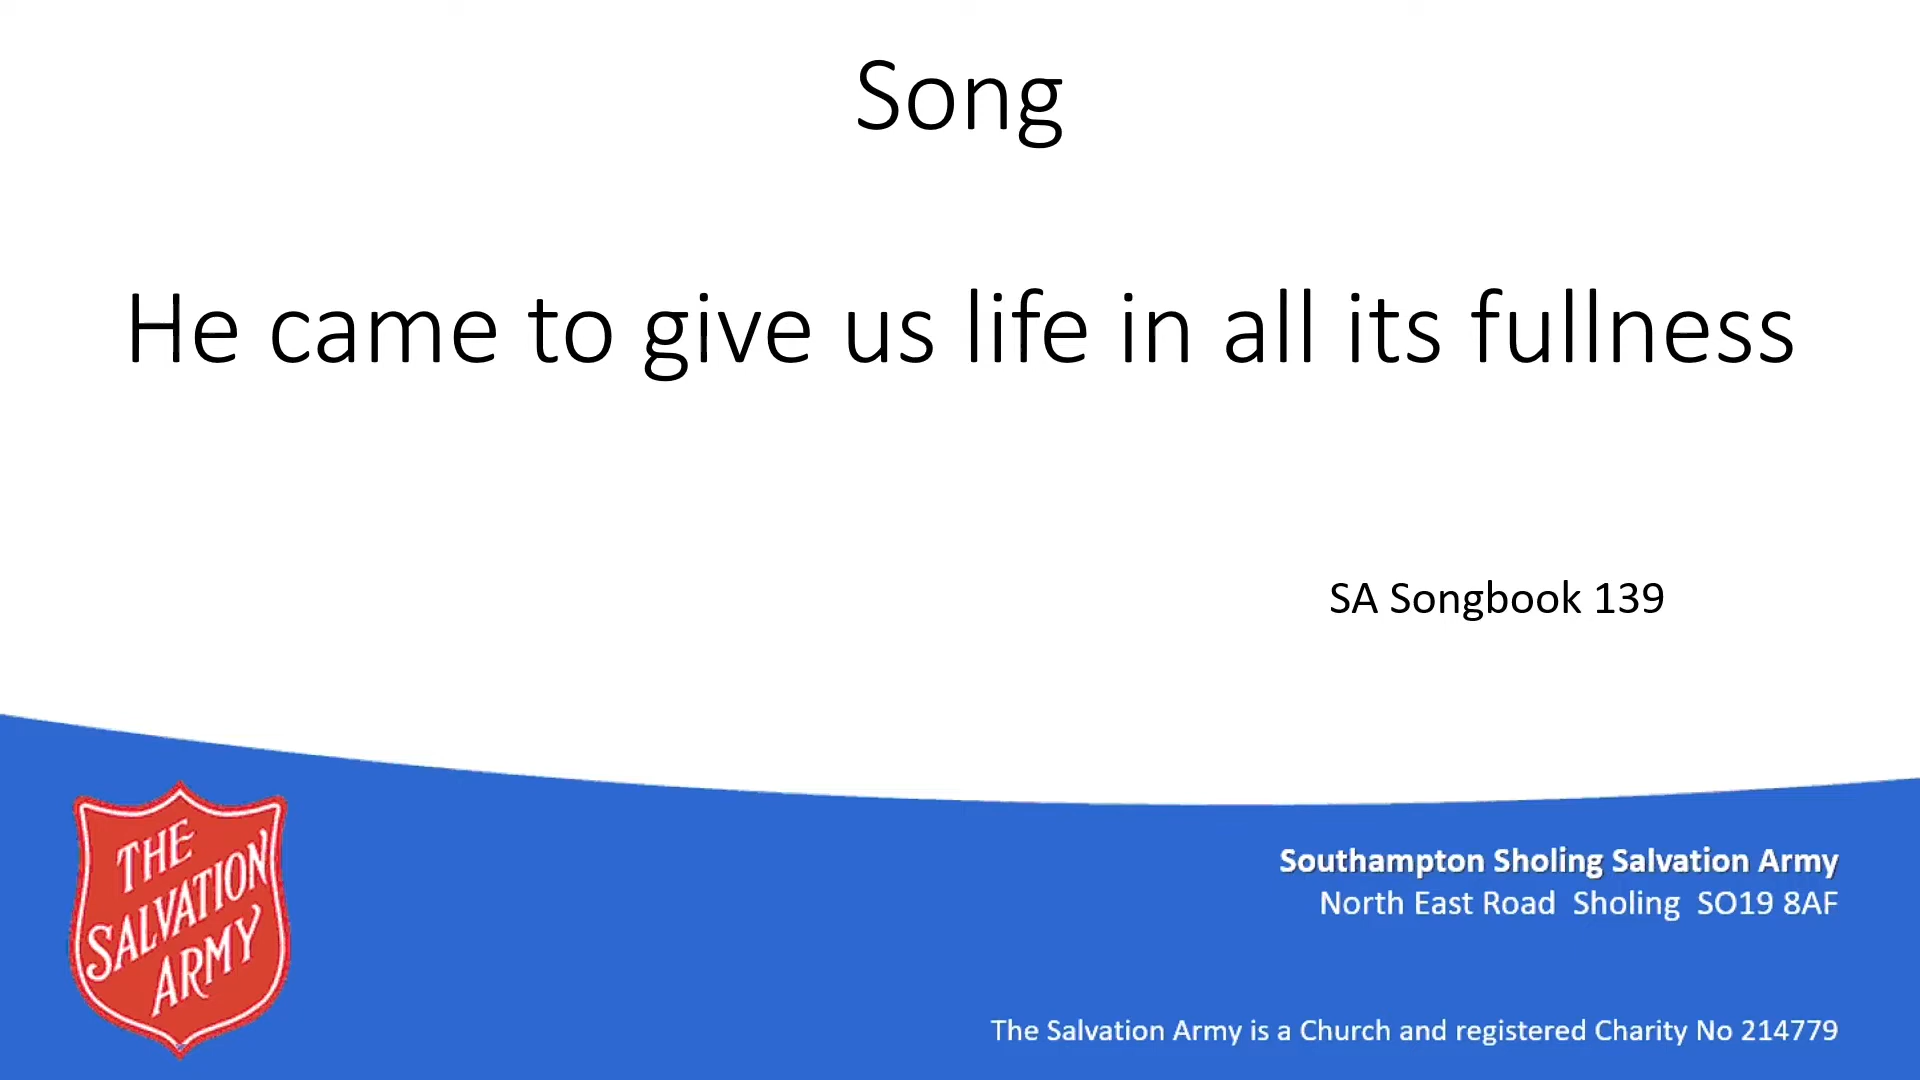 Song
He came to give us life in all its fullness
SA Songbook 139
THE
SALVATION
ARMY
Southampton Sholing Salvation Army
North East Road  Sholing  SO19 8AF
The Salvation Army is a Church and registered Charity No 214779